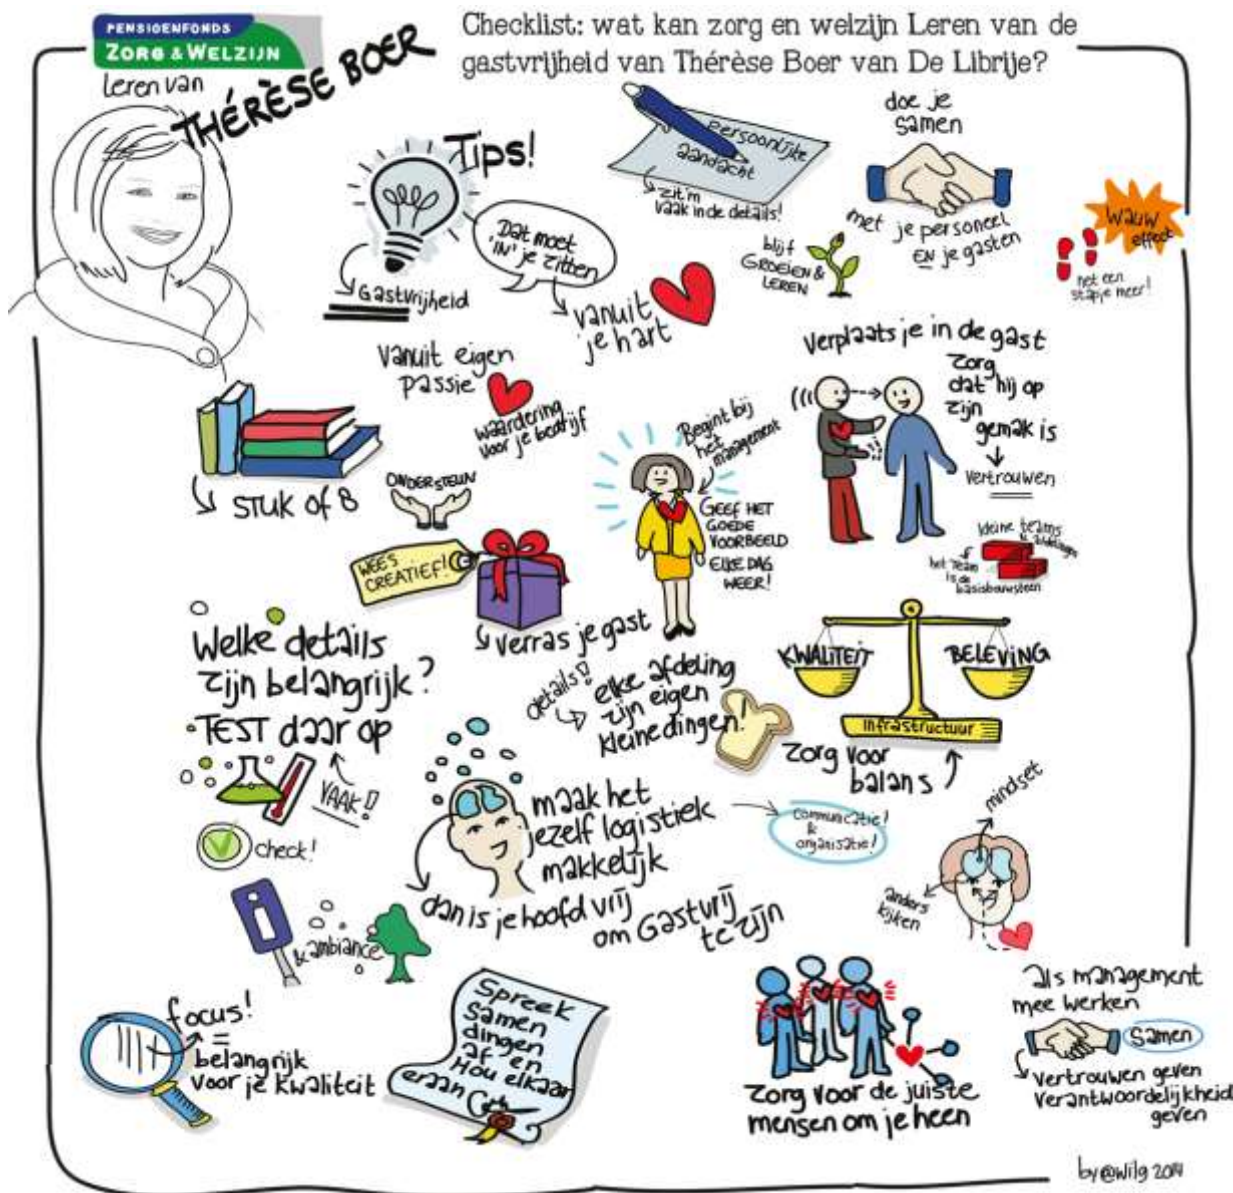 PENSIOENFONDS
ZORG & WELZIJN
Leren van
THÉRÈSE BOER
Checklist: wat kan zorg en welzijn Leren van de
gastvrijheid van Thérèse Boer van De Librije?
Tips!
Gastvrijheid
Dat moet
'IN' je zitten
vanuit
je hart
Persoonlijke
aandacht
zit 'm
vaak in de details!
doe je
samen
met je personeel
EN je gasten
blijf
GROEIEN &
LEREN
wauw
effect
net een
stapje meer!
Vanuit eigen
passie
waardering
voor je bedrijf
STUK OF 8
ONDERSTEUN
Begint bij
het
management
GEEF HET
GOEDE
VOORBEELD
ELKE DAG
WEER!
Verplaats je in de gast
Zorg
dat hij op
zijn
gemak is
vertrouwen
kleine teams
& afdelingen
het team
is de
basisbouwsteen
WEES
CREATIEF!
verras je gast
Welke details
zijn belangrijk?
TEST daar op
VAAK!
check!
details!
elke afdeling
zijn eigen
kleine dingen!
KWALITEIT
BELEVING
infrastructuur
Zorg voor
balans
maak het
jezelf logistiek
makkelijk
communicatie!
&
organisatie!
dan is je hoofd vrij
om Gastvrij
te zijn
mindset
anders
kijken
i
& ambiance
focus!
=
belangrijk
voor je kwaliteit
Spreek
Samen
dingen
af en
Hou elkaar
eraan
Zorg voor de juiste
mensen om je heen
als management
mee werken
Samen
vertrouwen geven
verantwoordelijkheid
geven
by @wilg 2014